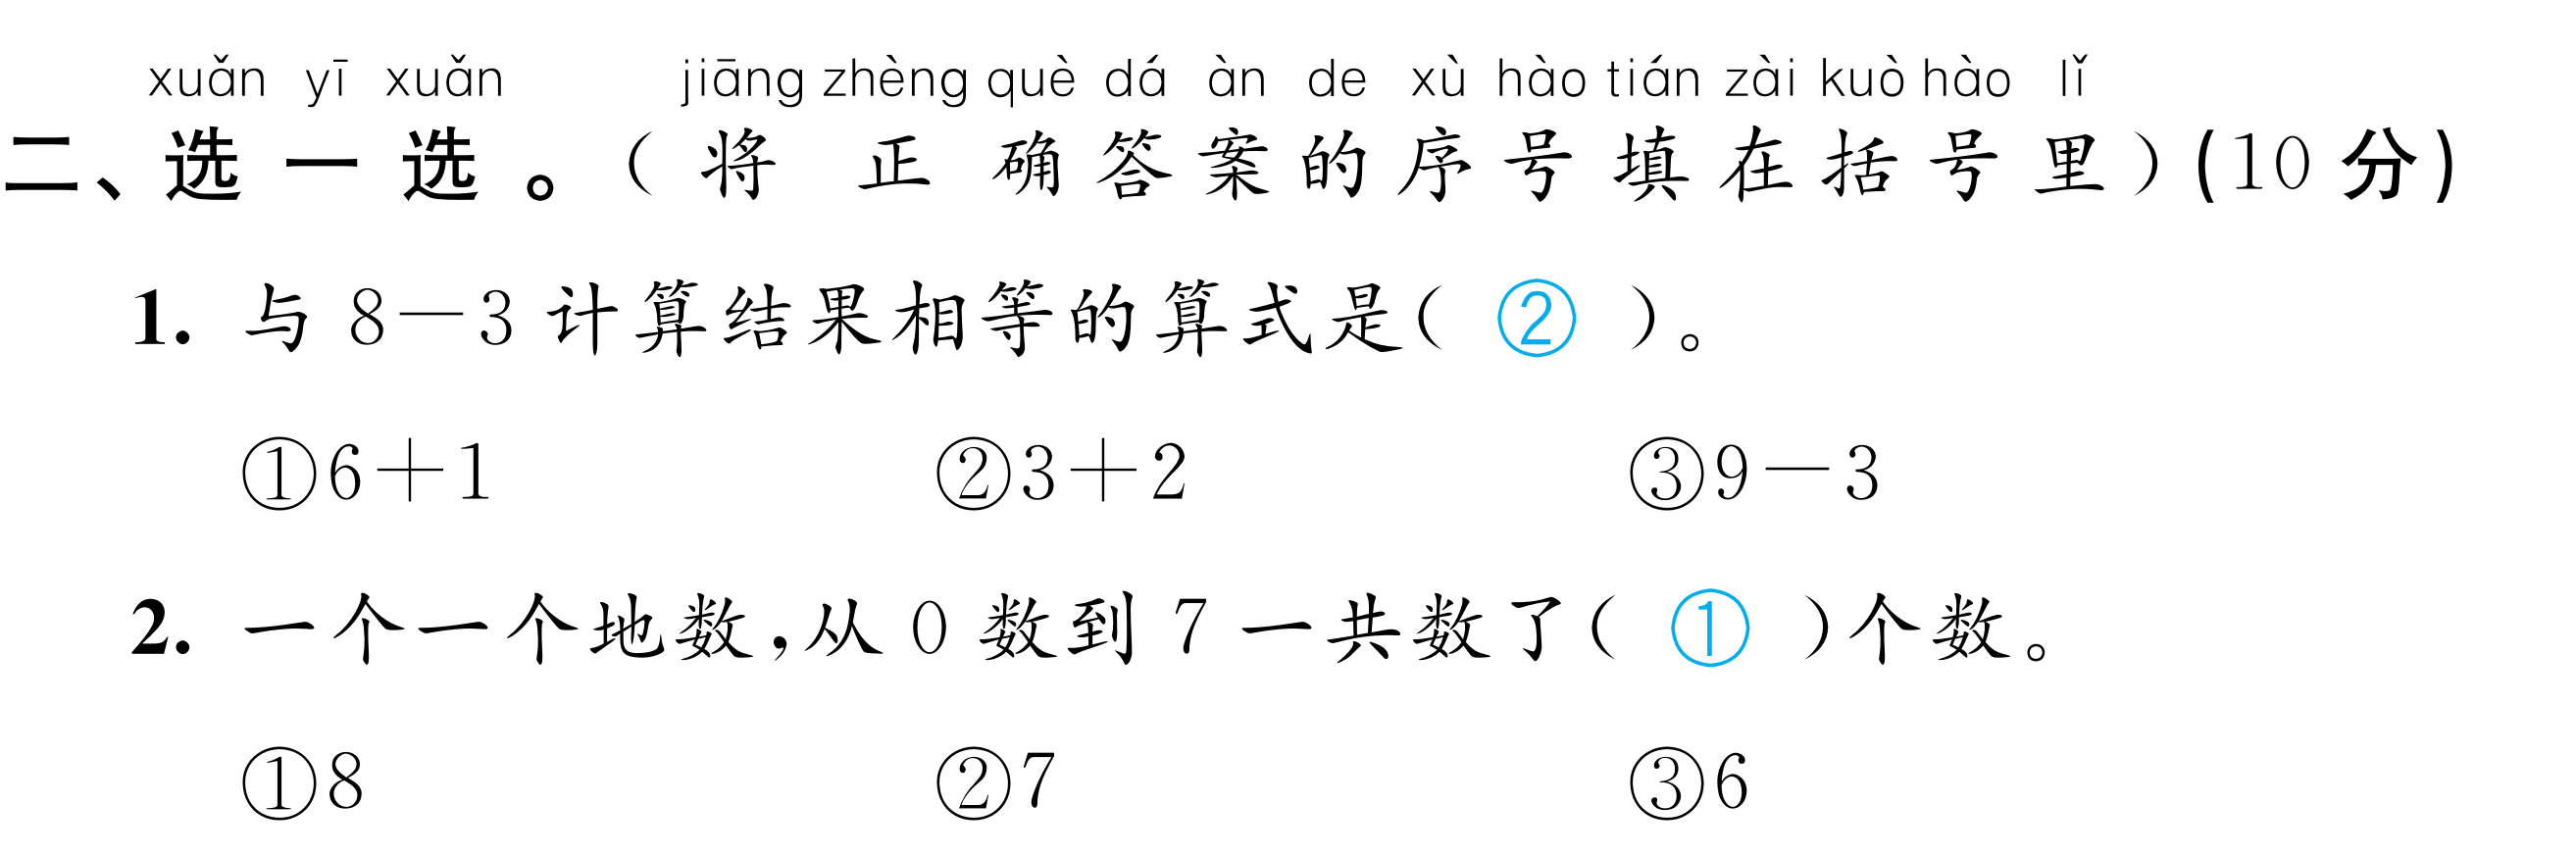 xuǎn yī xuǎn jiāng zhèng què dá àn de xù hào tián zài kuò hào lǐ
二、选一选。（将正确答案的序号填在括号里）(10 分)
1. 与 8－3 计算结果相等的算式是( ② )。
①6＋1 ②3＋2 ③9－3
2. 一个一个地数,从 0 数到 7 一共数了( ① )个数。
①8 ②7 ③6